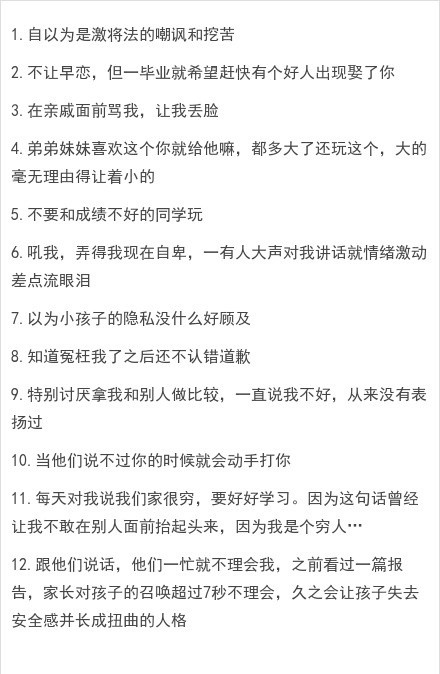 1.自以为是激将法的嘲讽和挖苦
2.不让早恋，但一毕业就希望赶快有个好人出现娶了你
3.在亲戚面前骂我，让我丢脸
4.弟弟妹妹喜欢这个你就给他嘛，都多大了还玩这个，大的
毫无理由得让着小的
5.不要和成绩不好的同学玩
6.吼我，弄得我现在自卑，一有人大声对我讲话就情绪激动
差点流眼泪
7.以为小孩子的隐私没什么好顾及
8.知道冤枉我了之后还不认错道歉
9.特别讨厌拿我和别人做比较，一直说我不好，从来没有表
扬过
10.当他们说不过你的时候就会动手打你
11.每天对我说我们家很穷，要好好学习。因为这句话曾经
让我不敢在别人面前抬起头来，因为我是个穷人…
12.跟他们说话，他们一忙就不理会我，之前看过一篇报
告，家长对孩子的召唤超过7秒不理会，久之会让孩子失去
安全感并长成扭曲的人格